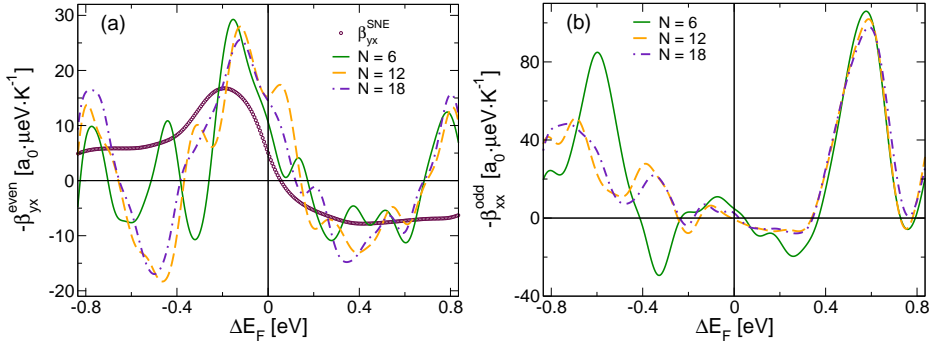 (a)
β_yx^SNE
N = 6
N = 12
N = 18
-β_yx^even [a₀·μeV·K⁻¹]
30
20
10
0
-10
-20
-0.8 -0.4 0 0.4 0.8
ΔE_F [eV]
(b)
N = 6
N = 12
N = 18
-β_xx^odd [a₀·μeV·K⁻¹]
80
40
0
-40
-0.8 -0.4 0 0.4 0.8
ΔE_F [eV]